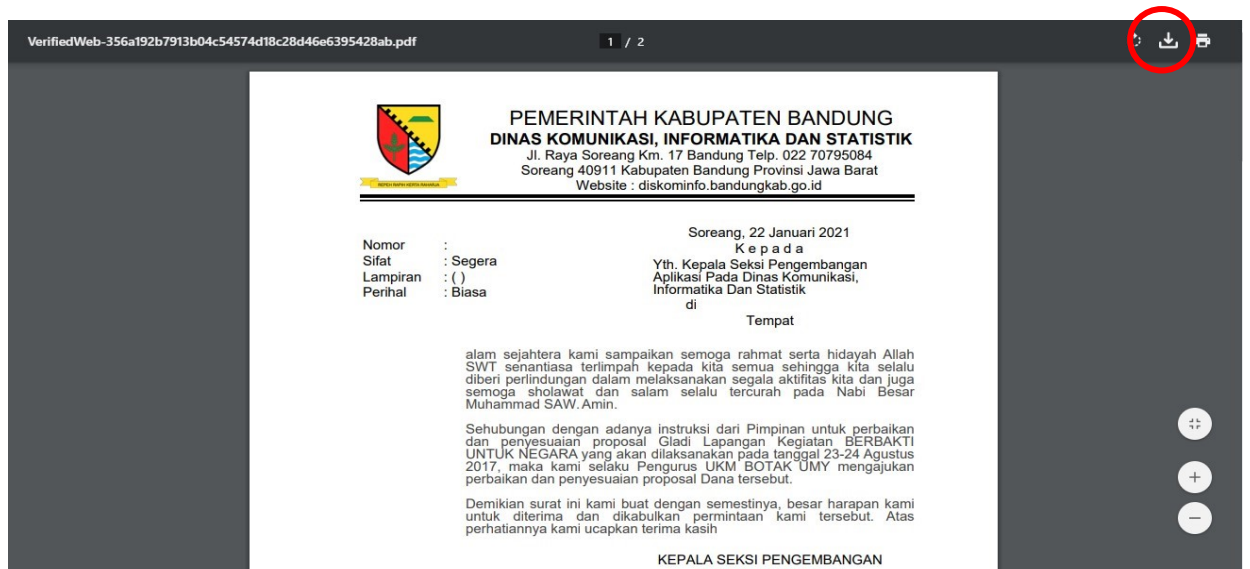 VerifiedWeb-356a192b7913b04c54574d18c28d46e6395428ab.pdf
1 / 2
PEMERINTAH KABUPATEN BANDUNG
DINAS KOMUNIKASI, INFORMATIKA DAN STATISTIK
Jl. Raya Soreang Km. 17 Bandung Telp. 022 70795084
Soreang 40911 Kabupaten Bandung Provinsi Jawa Barat
Website : diskominfo.bandungkab.go.id
Soreang, 22 Januari 2021
K e p a d a
Nomor :
Sifat : Segera
Lampiran : ( )
Perihal : Biasa
Yth. Kepala Seksi Pengembangan
Aplikasi Pada Dinas Komunikasi,
Informatika Dan Statistik
di
Tempat
alam sejahtera kami sampaikan semoga rahmat serta hidayah Allah
SWT senantiasa terlimpah kepada kita semua sehingga kita selalu
diberi perlindungan dalam melaksanakan segala aktifitas kita dan juga
semoga sholawat dan salam selalu tercurah pada Nabi Besar
Muhammad SAW. Amin.
Sehubungan dengan adanya instruksi dari Pimpinan untuk perbaikan
dan penyesuaian proposal Gladi Lapangan Kegiatan BERBAKTI
UNTUK NEGARA yang akan dilaksanakan pada tanggal 23-24 Agustus
2017, maka kami selaku Pengurus UKM BOTAK UMY mengajukan
perbaikan dan penyesuaian proposal Dana tersebut.
Demikian surat ini kami buat dengan semestinya, besar harapan kami
untuk diterima dan dikabulkan permintaan kami tersebut. Atas
perhatiannya kami ucapkan terima kasih
KEPALA SEKSI PENGEMBANGAN